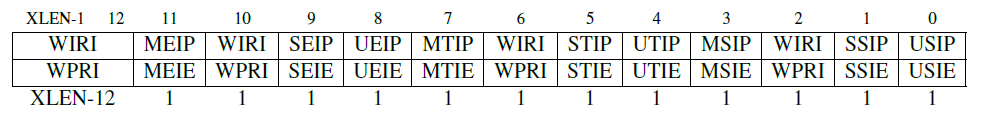 XLEN-1 12 11 10 9 8 7 6 5 4 3 2 1 0
WIRI MEIP WIRI SEIP UEIP MTIP WIRI STIP UTIP MSIP WIRI SSIP USIP
WPRI MEIE WPRI SEIE UEIE MTIE WPRI STIE UTIE MSIE WPRI SSIE USIE
XLEN-12 1 1 1 1 1 1 1 1 1 1 1 1